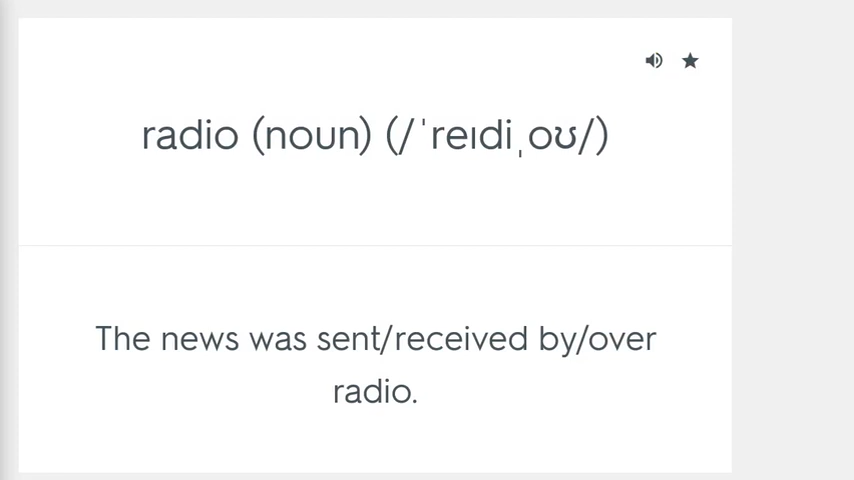 radio (noun) (/ˈreɪdiˌoʊ/)
The news was sent/received by/over
radio.